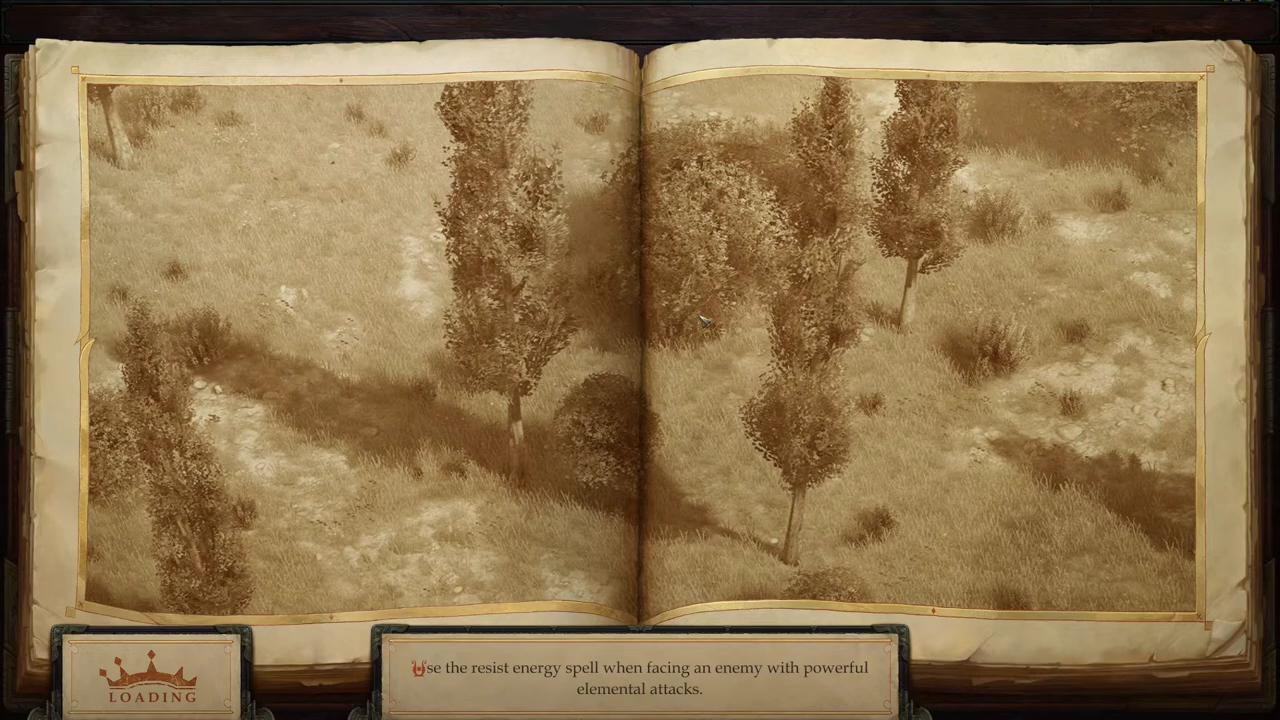 Use the resist energy spell when facing an enemy with powerful
elemental attacks.
LOADING